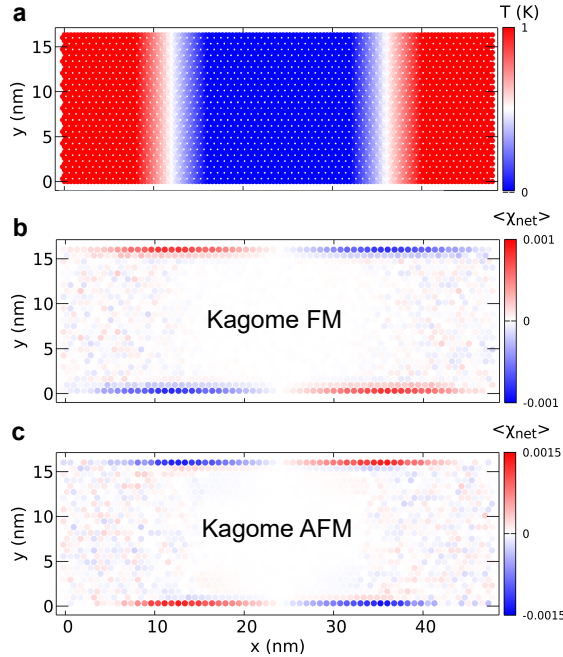 a
T (K)
1
0
15
10
5
0
y (nm)
b
<χnet>
0.001
0
-0.001
15
10
5
0
y (nm)
Kagome FM
c
<χnet>
0.0015
0
-0.0015
15
10
5
0
y (nm)
Kagome AFM
0 10 20 30 40
x (nm)